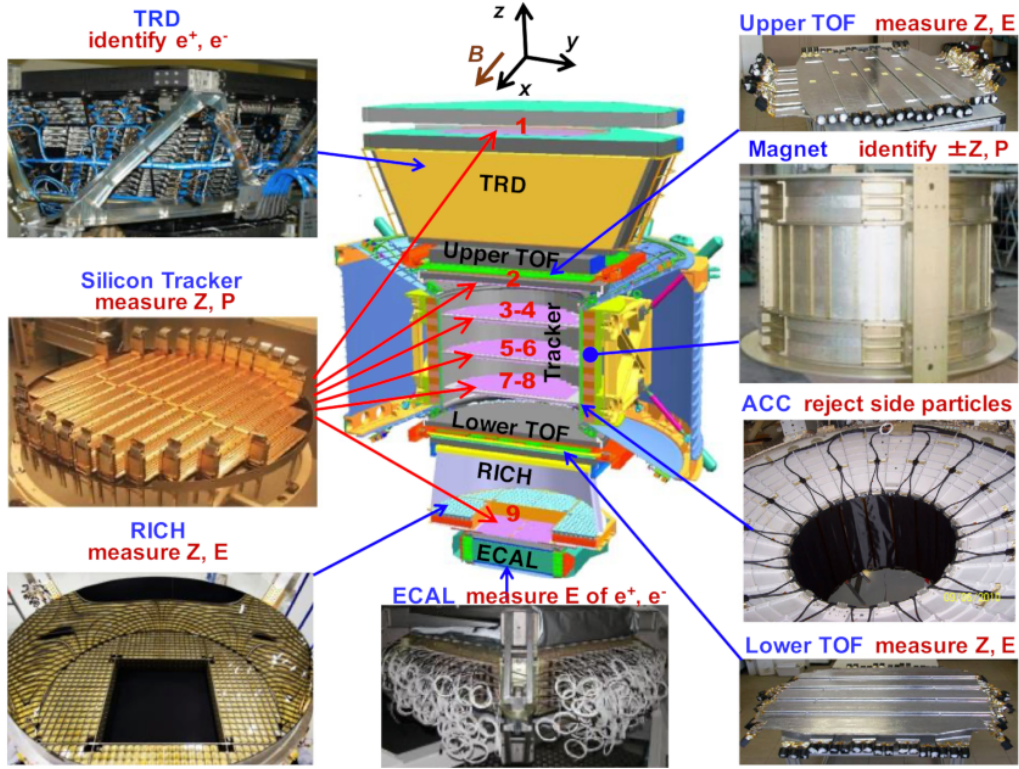 TRD
identify e⁺, e⁻
z
y
B
x
Upper TOF measure Z, E
1
TRD
Magnet identify ±Z, P
Upper TOF
Silicon Tracker
measure Z, P
2
3-4
5-6
7-8
Tracker
ACC reject side particles
Lower TOF
RICH
9
ECAL
RICH
measure Z, E
ECAL measure E of e⁺, e⁻
Lower TOF measure Z, E